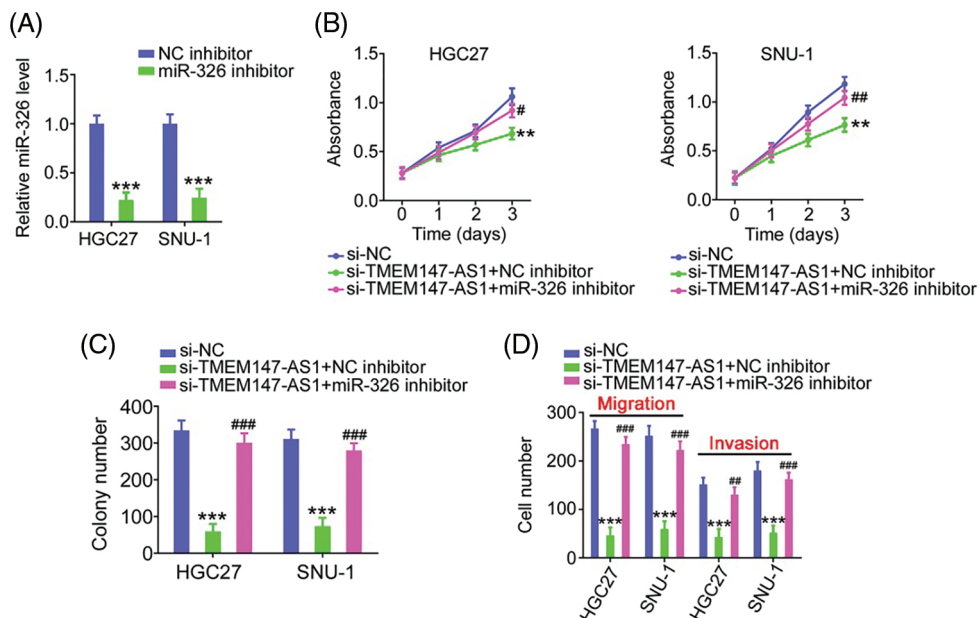 (A)
NC inhibitor
miR-326 inhibitor
Relative miR-326 level
1.5
1.0
0.5
0.0
***
***
HGC27
SNU-1
(B)
HGC27
Absorbance
1.5
1.0
0.5
0.0
#
**
0
1
2
3
Time (days)
si-NC
si-TMEM147-AS1+NC inhibitor
si-TMEM147-AS1+miR-326 inhibitor
SNU-1
Absorbance
1.5
1.0
0.5
0.0
##
**
0
1
2
3
Time (days)
si-NC
si-TMEM147-AS1+NC inhibitor
si-TMEM147-AS1+miR-326 inhibitor
(C)
si-NC
si-TMEM147-AS1+NC inhibitor
si-TMEM147-AS1+miR-326 inhibitor
Colony number
400
300
200
100
0
***
###
***
###
HGC27
SNU-1
(D)
si-NC
si-TMEM147-AS1+NC inhibitor
si-TMEM147-AS1+miR-326 inhibitor
Cell number
300
200
100
0
Migration
Invasion
***
###
***
###
***
##
***
###
HGC27
SNU-1
HGC27
SNU-1